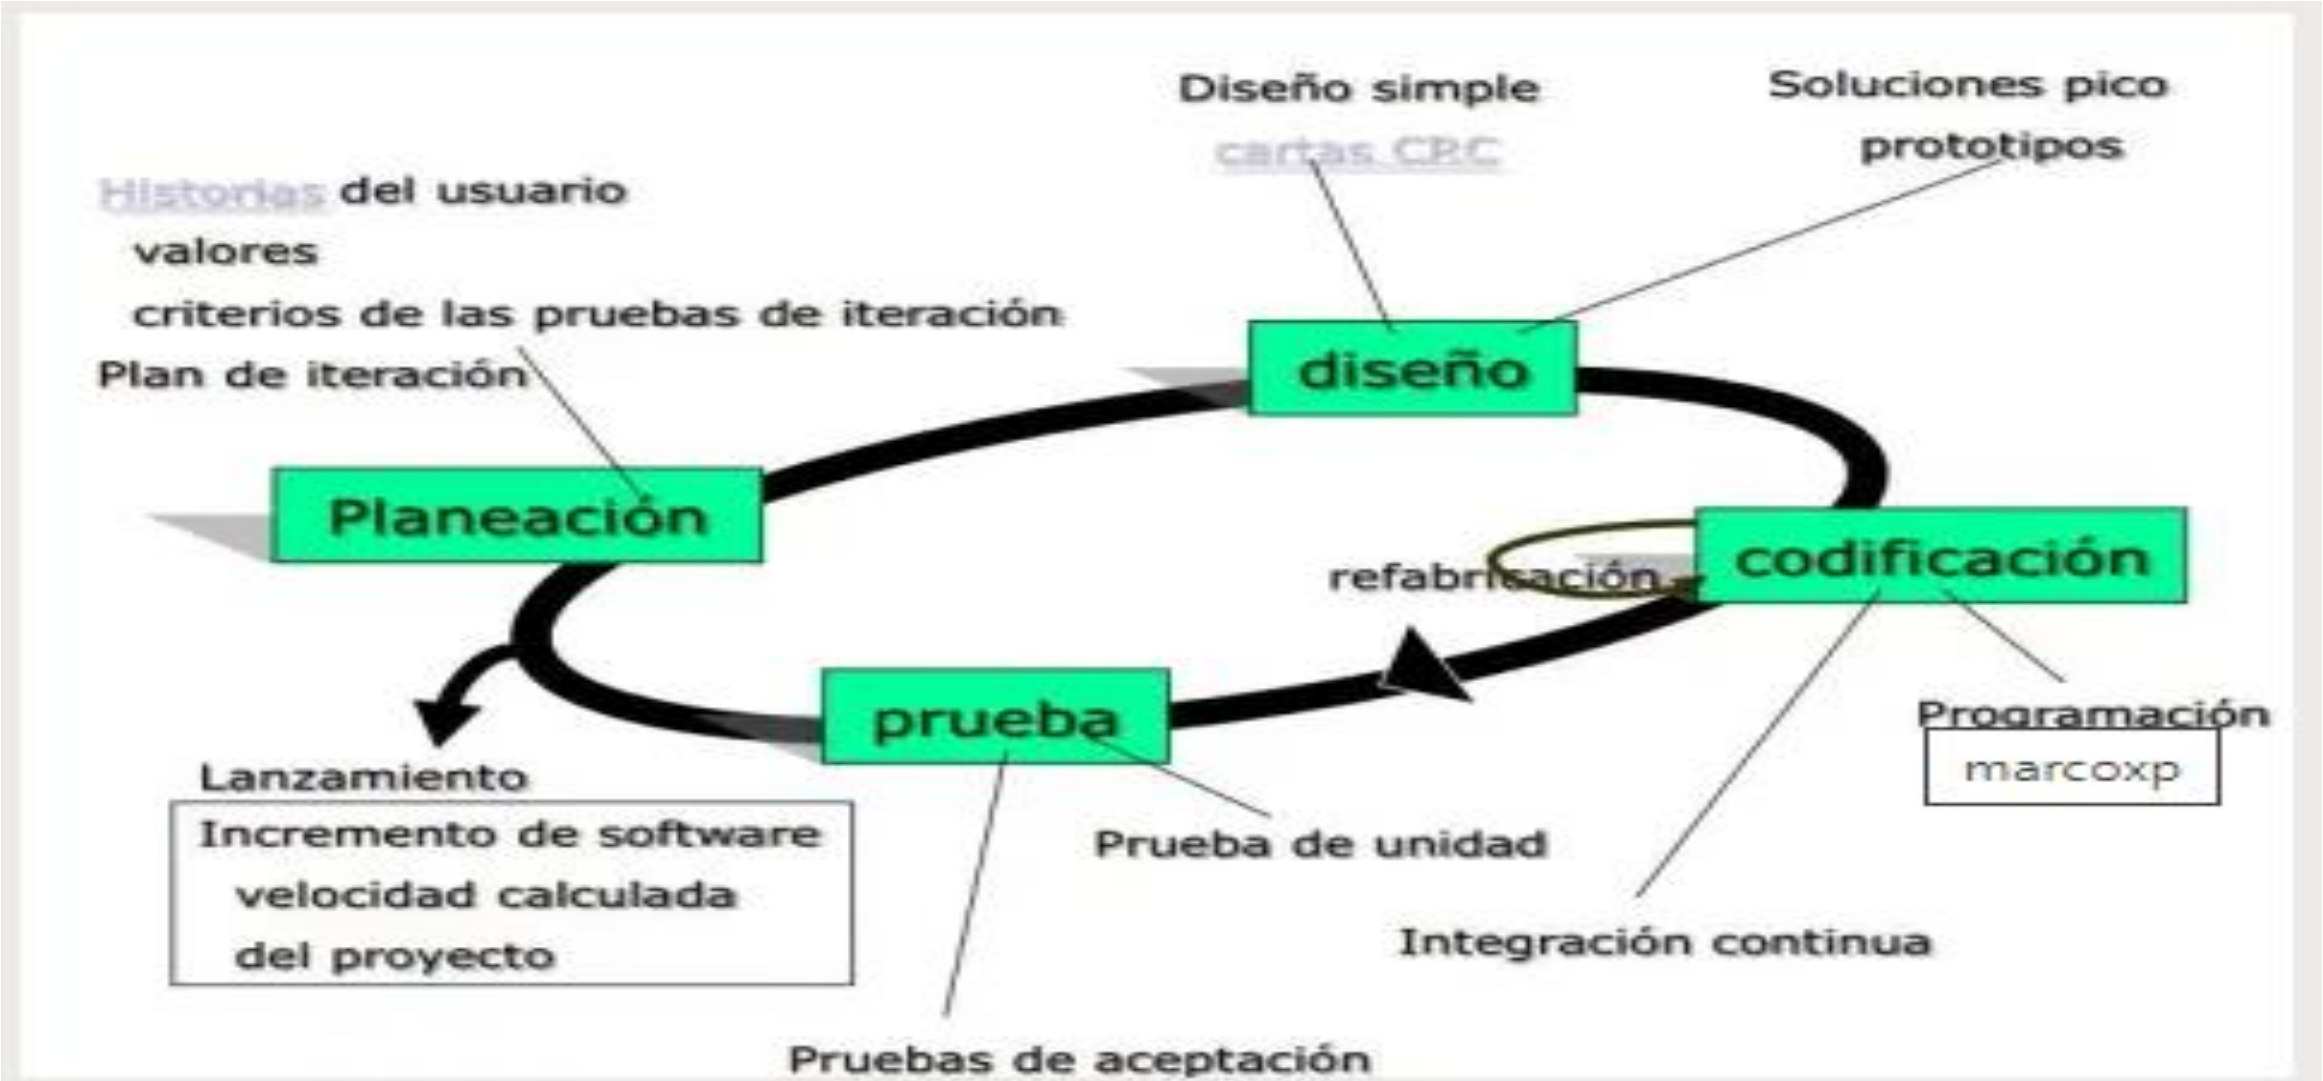 Diseño simple
cartas CRC
Soluciones pico
prototipos
Historias del usuario
valores
criterios de las pruebas de iteración
Plan de iteración
diseño
Planeación
codificación
refabricación
prueba
Programación
marcoxp
Lanzamiento
Incremento de software
velocidad calculada
del proyecto
Prueba de unidad
Integración continua
Pruebas de aceptación